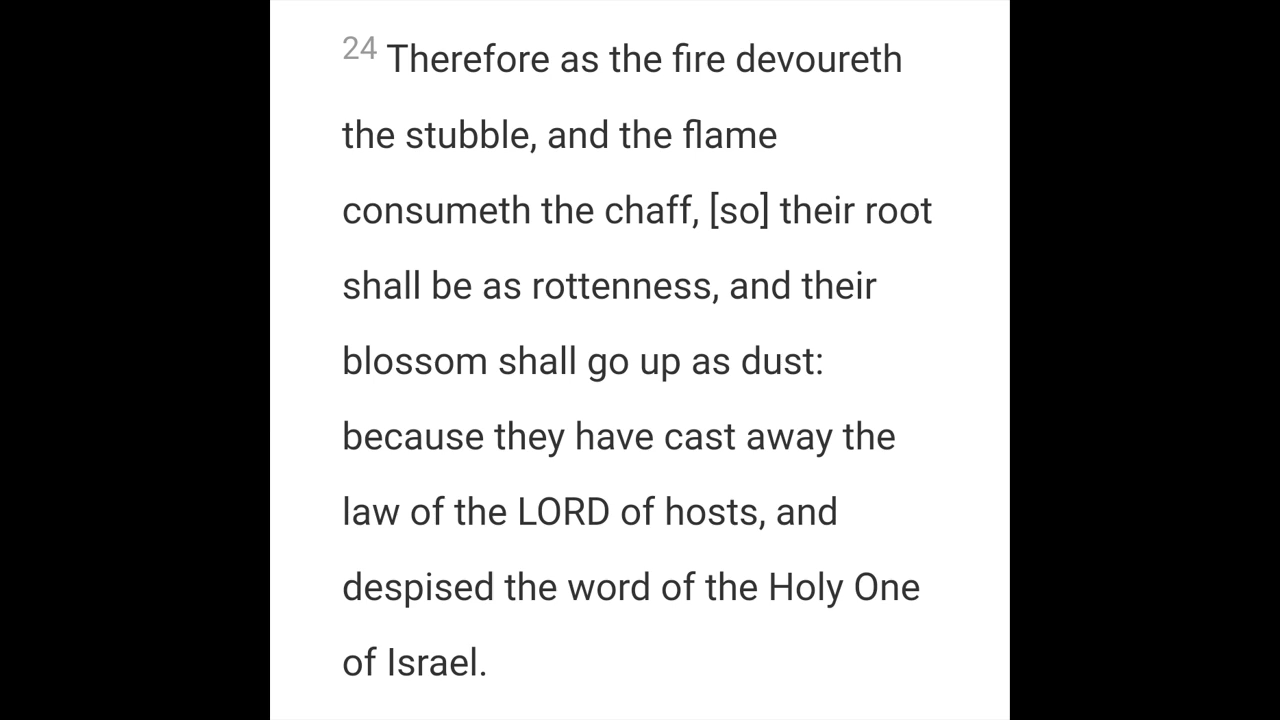 24 Therefore as the fire devoureth
the stubble, and the flame
consumeth the chaff, [so] their root
shall be as rottenness, and their
blossom shall go up as dust:
because they have cast away the
law of the LORD of hosts, and
despised the word of the Holy One
of Israel.